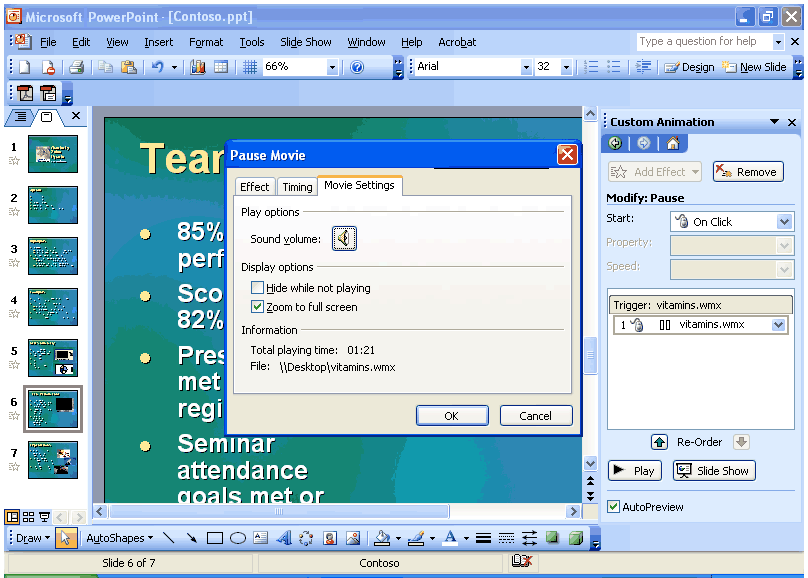 Microsoft PowerPoint - [Contoso.ppt]
File Edit View Insert Format Tools Slide Show Window Help Acrobat
Type a question for help
66%
Arial
32
Design
New Slide
Custom Animation
Add Effect
Remove
Modify: Pause
Start:
On Click
Property:
Speed:
Trigger: vitamins.wmx
1 vitamins.wmx
Re-Order
Play
Slide Show
AutoPreview
1
2
3
4
5
6
7
Pause Movie
Effect Timing Movie Settings
Play options
Sound volume:
Display options
Hide while not playing
Zoom to full screen
Information
Total playing time: 01:21
File: \\Desktop\vitamins.wmx
OK Cancel
Tear
85%
perf
Sco
82%
Pres
met
regi
Seminar
attendance
goals met or
Draw AutoShapes
Slide 6 of 7
Contoso